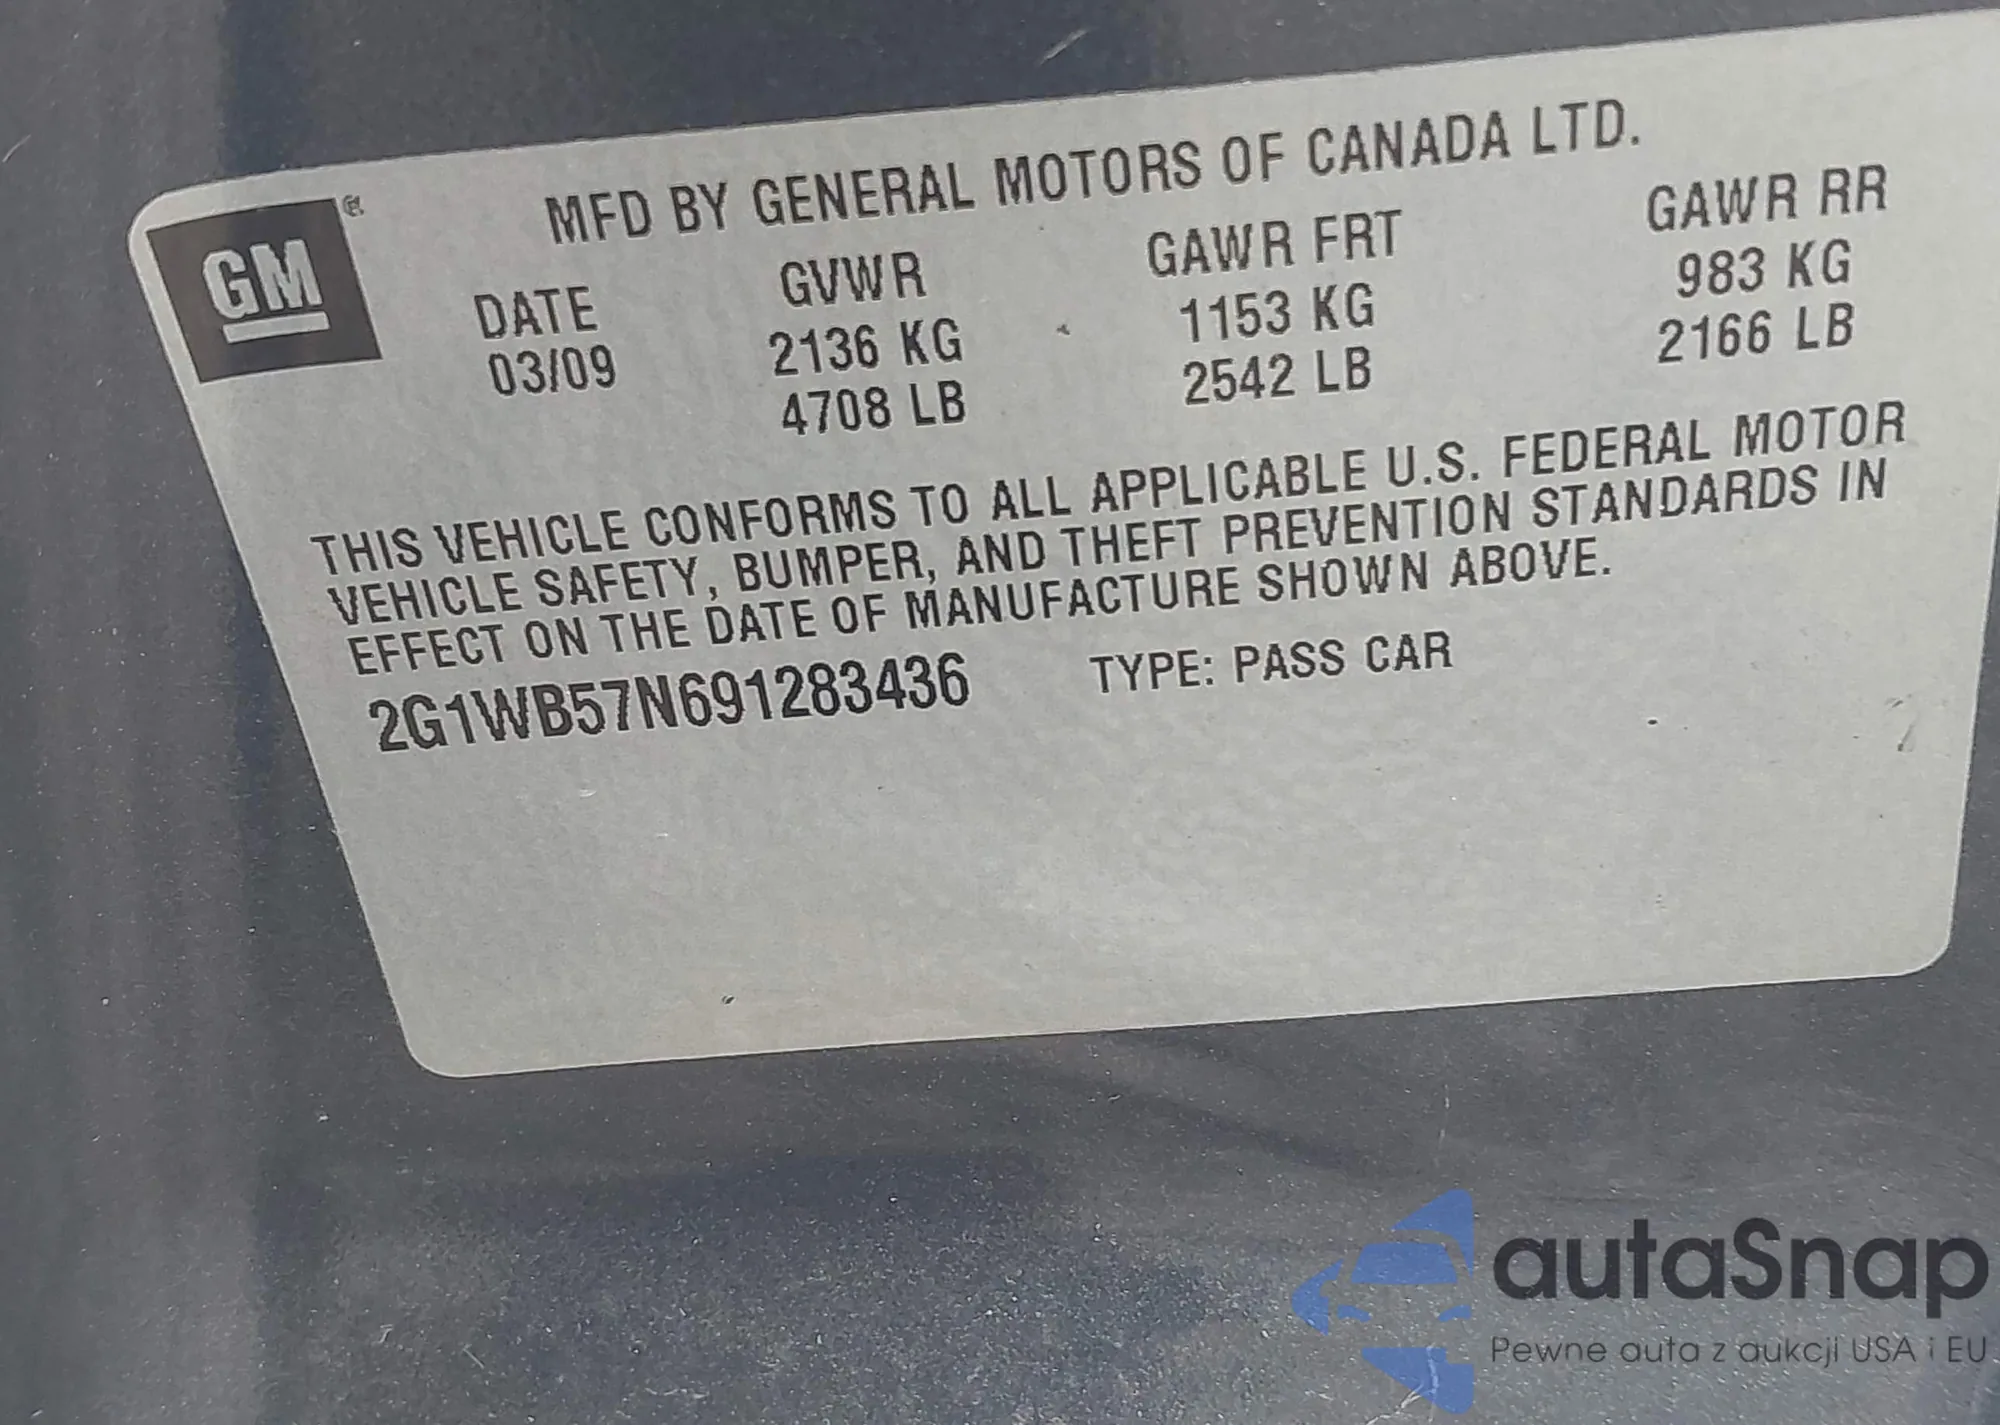 GM
MFD BY GENERAL MOTORS OF CANADA LTD.
DATE GVWR GAWR FRT GAWR RR
03/09 2136 KG 1153 KG 983 KG
4708 LB 2542 LB 2166 LB
THIS VEHICLE CONFORMS TO ALL APPLICABLE U.S. FEDERAL MOTOR
VEHICLE SAFETY, BUMPER, AND THEFT PREVENTION STANDARDS IN
EFFECT ON THE DATE OF MANUFACTURE SHOWN ABOVE.
2G1WB57N691283436 TYPE: PASS CAR
autaSnap
Pewne auta z aukcji USA i EU